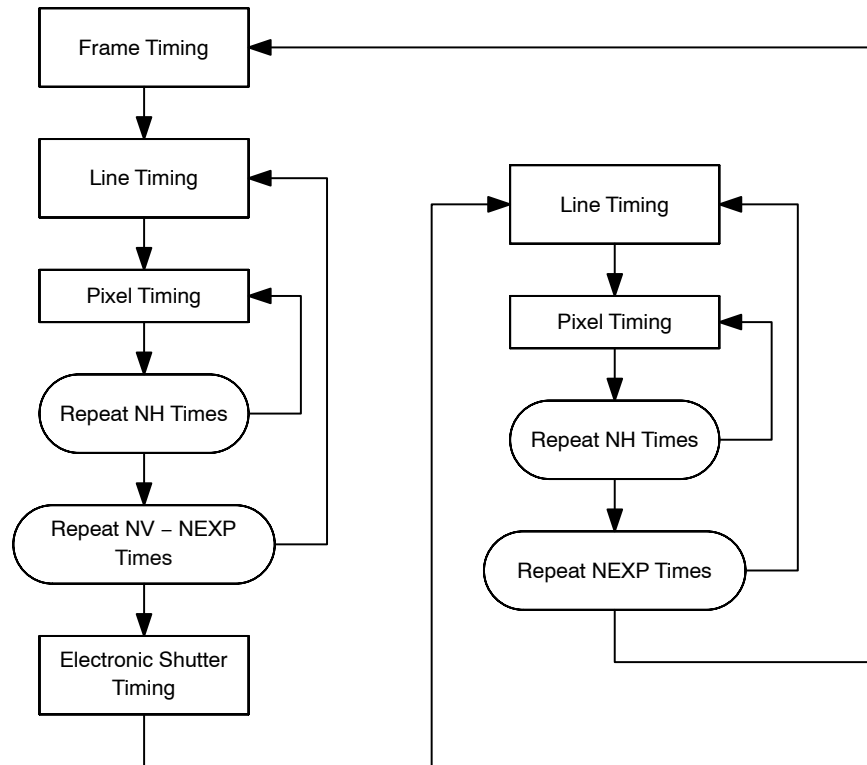 Frame Timing
Line Timing
Pixel Timing
Repeat NH Times
Repeat NV – NEXP
Times
Electronic Shutter
Timing
Line Timing
Pixel Timing
Repeat NH Times
Repeat NEXP Times